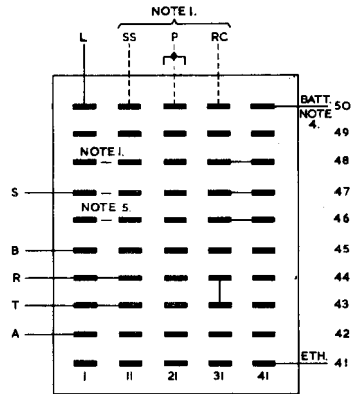 NOTE 1.
L SS P RC
BATT. 50
NOTE 4.
49
NOTE 1. 48
S 47
NOTE 5. 46
B 45
R 44
T 43
A 42
ETH. 41
1 11 21 31 41